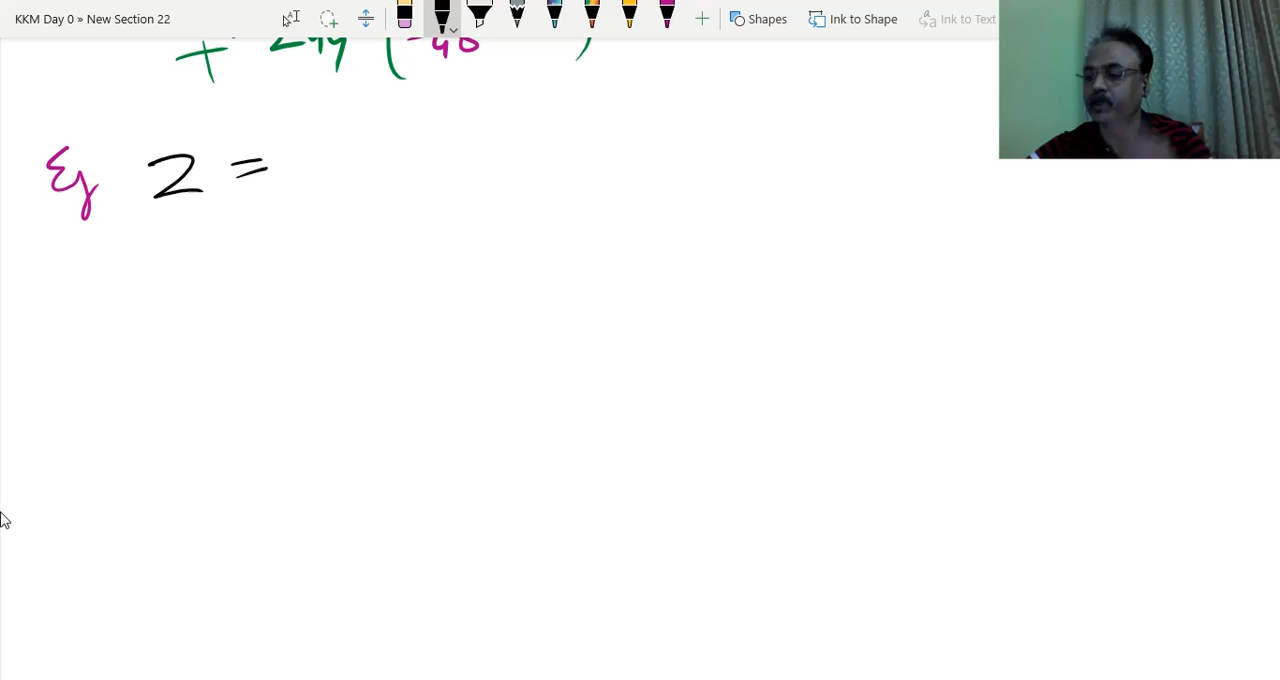 KKM Day 0 » New Section 22
Shapes
Ink to Shape
Ink to Text
Eg 2 =